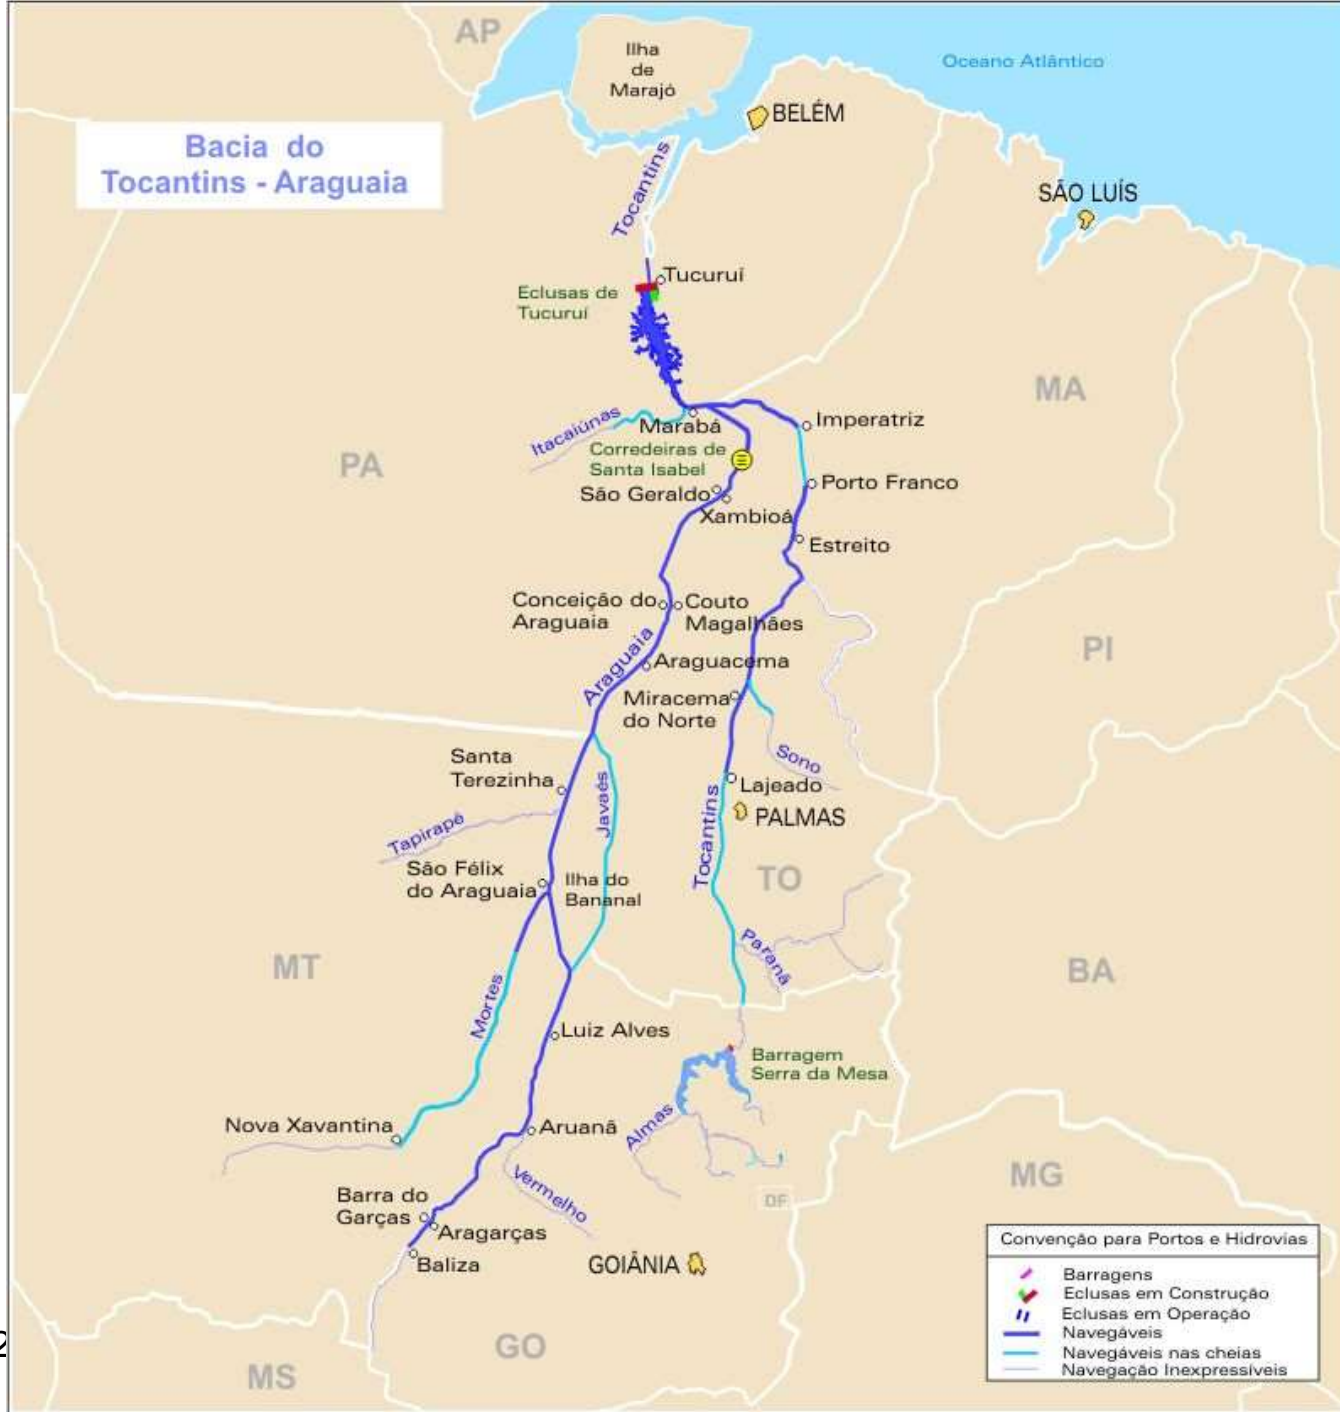 AP
Ilha
de
Marajó
Oceano Atlântico
BELÉM
Bacia do
Tocantins - Araguaia
Tocantins
SÃO LUÍS
Tucuruí
Eclusas de
Tucuruí
MA
Itacaiúnas
Marabá
Imperatriz
Corredeiras de
Santa Isabel
PA
São Geraldo
Porto Franco
Xambioá
Estreito
Conceição do
Araguaia
Couto
Magalhães
PI
Araguaia
Araguacema
Miracema
do Norte
Santa
Terezinha
Sono
Javaés
Lajeado
Tocantins
PALMAS
Tapirapé
São Félix
do Araguaia
Ilha do
Bananal
TO
Paranã
MT
BA
Mortes
Luiz Alves
Barragem
Serra da Mesa
Nova Xavantina
Aruanã
Almas
Vermelho
MG
DF
Barra do
Garças
Aragarças
Baliza
GOIÂNIA
Convenção para Portos e Hidrovias
Barragens
Eclusas em Construção
Eclusas em Operação
Navegáveis
Navegáveis nas cheias
Navegação Inexpressíveis
2
GO
MS